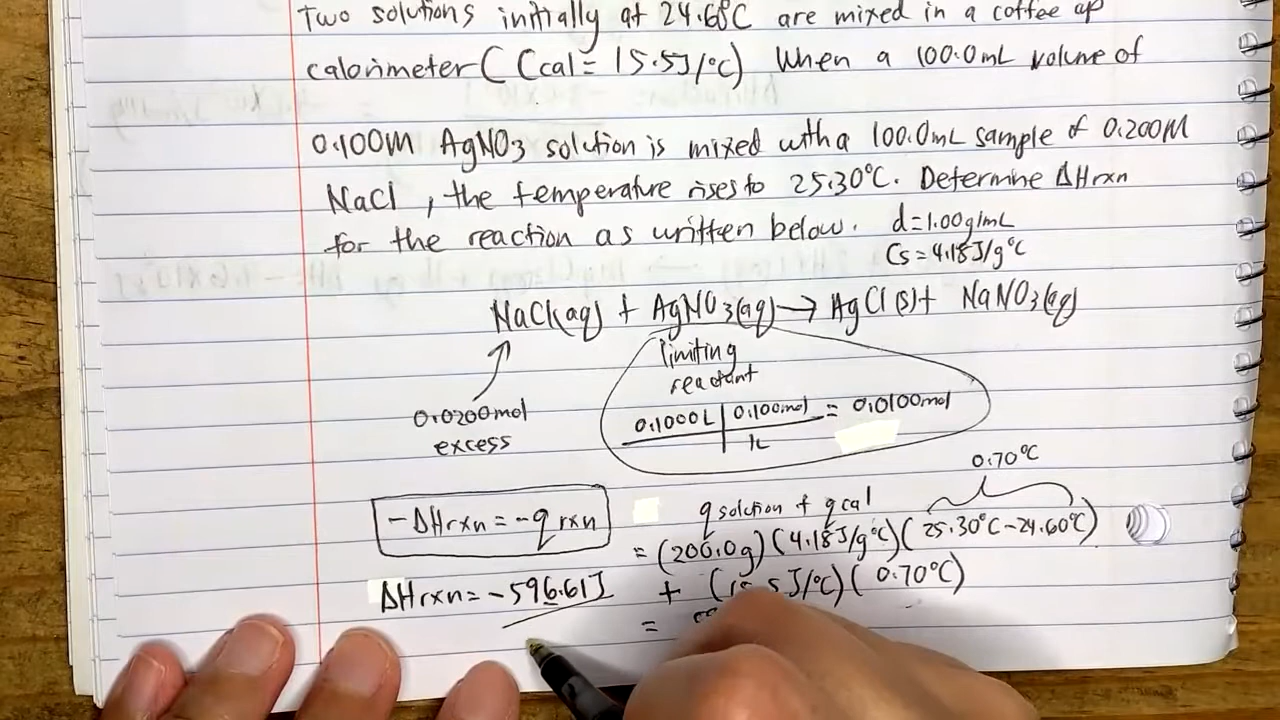 Two solutions initially at 24.60°C are mixed in a coffee cup
calorimeter (Ccal = 15.5J/°C) When a 100.0mL volume of
0.100M AgNO3 solution is mixed with a 100.0mL sample of 0.200M
NaCl, the temperature rises to 25.30°C. Determine ΔHrxn
for the reaction as written below. d=1.00g/mL
Cs = 4.18J/g°C
NaCl(aq) + AgNO3(aq) → AgCl(s) + NaNO3(aq)
limiting
reactant
0.1000L | 0.100mol = 0.0100mol
1L
0.0200mol
excess
0.70°C
-ΔHrxn = -qrxn
qsolution + qcal
= (200.0g)(4.18J/g°C)(25.30°C-24.60°C)
ΔHrxn = -596.61J
+ (15.5J/°C)(0.70°C)
=